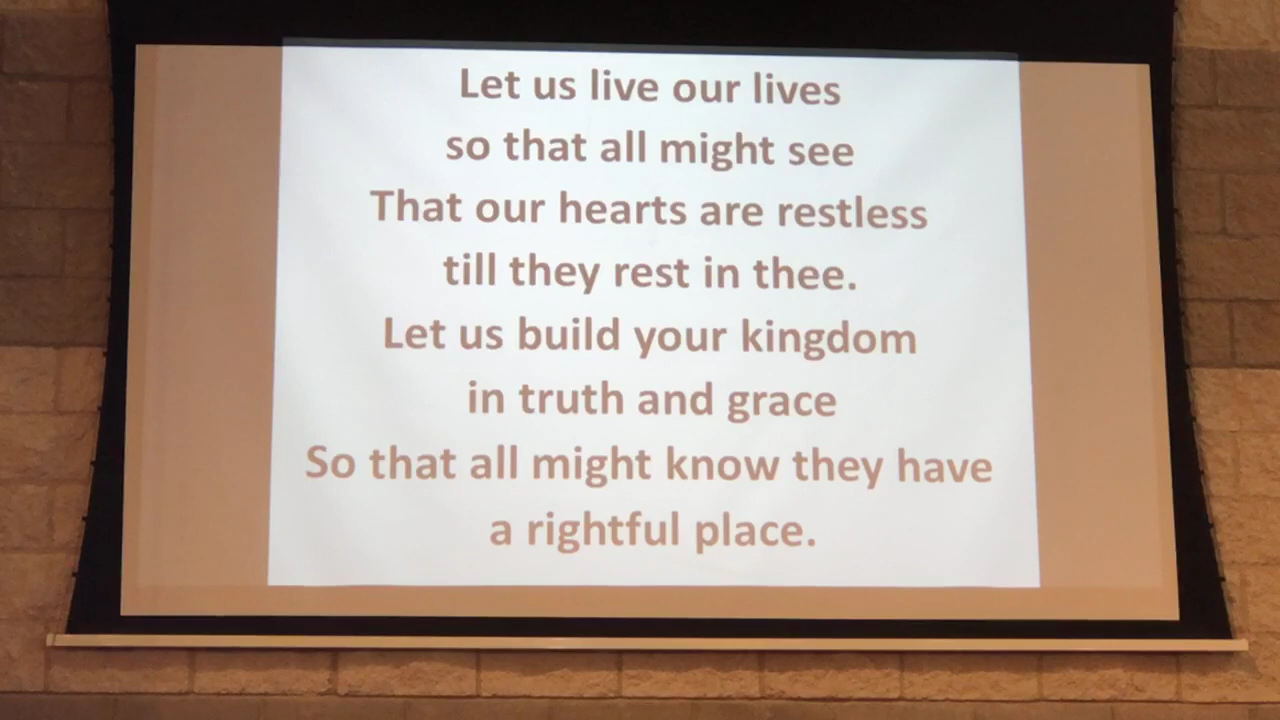 Let us live our lives
so that all might see
That our hearts are restless
till they rest in thee.
Let us build your kingdom
in truth and grace
So that all might know they have
a rightful place.